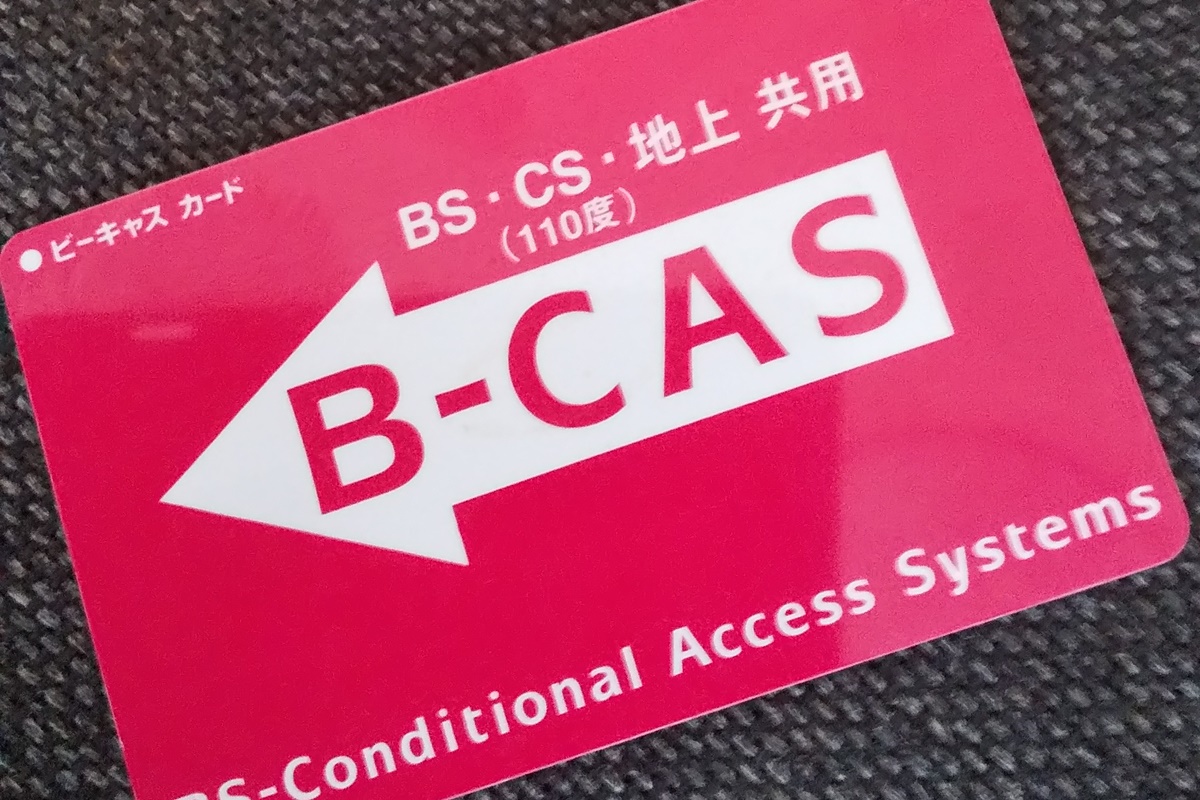 ●ビーキャス カード
BS・CS・地上 共用
(110度)
B-CAS
BS-Conditional Access Systems